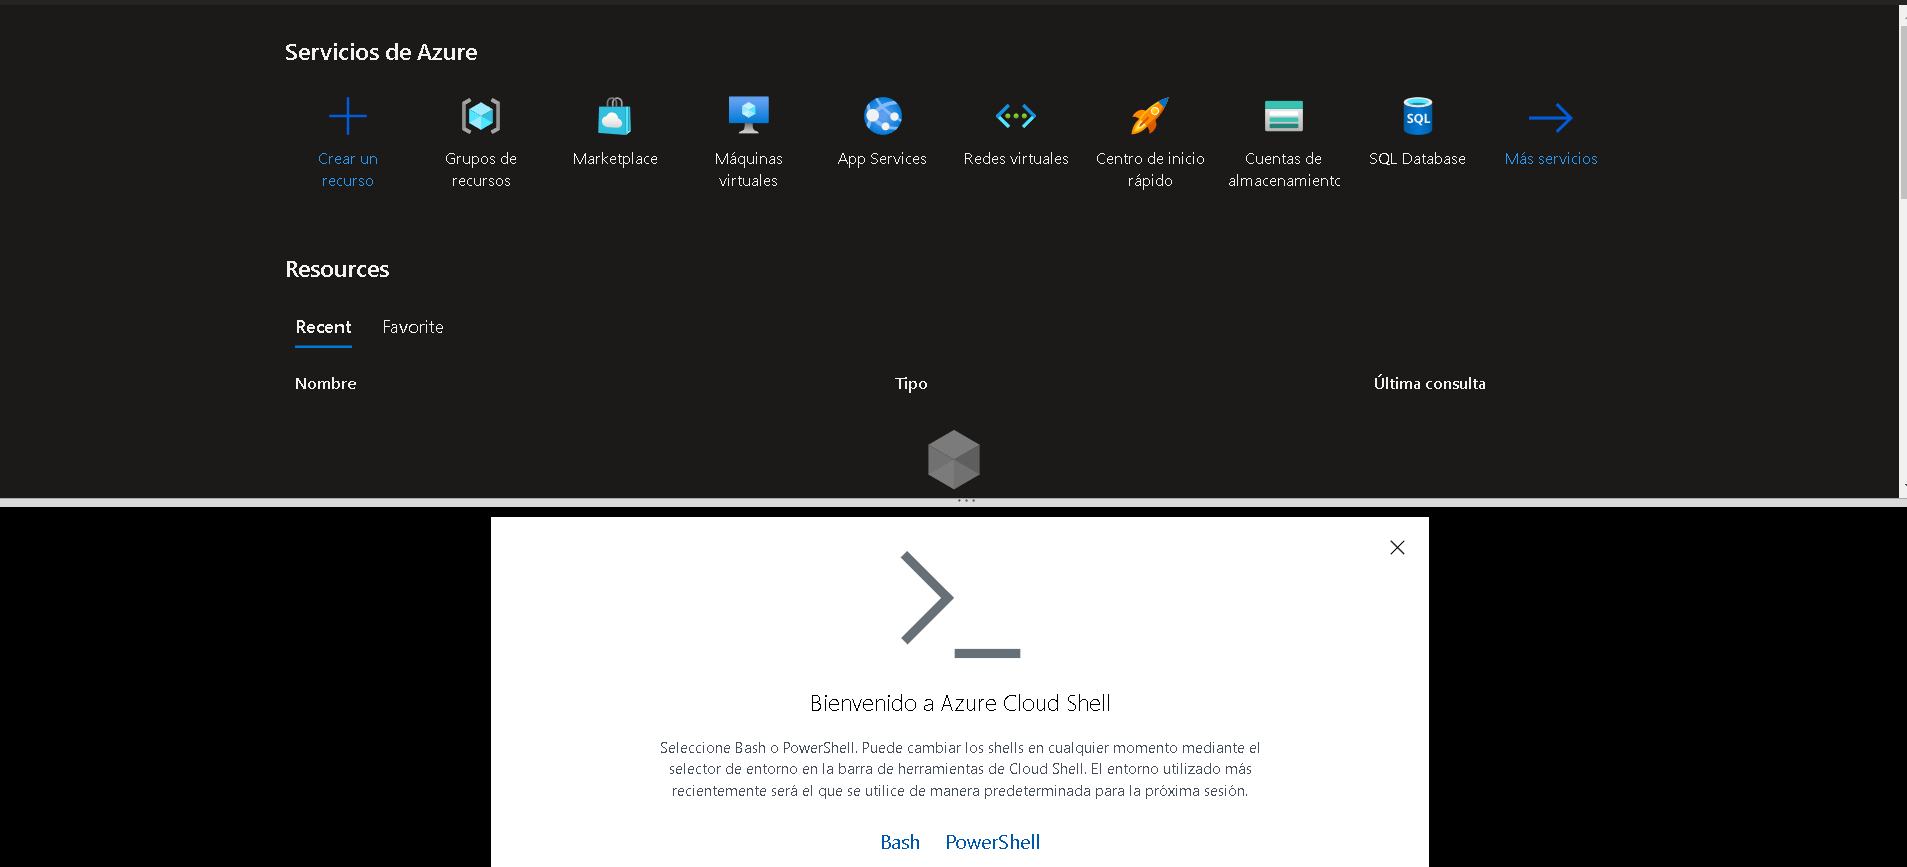 Servicios de Azure
Crear un
recurso
Grupos de
recursos
Marketplace
Máquinas
virtuales
App Services
Redes virtuales
Centro de inicio
rápido
Cuentas de
almacenamiento
SQL
SQL Database
Más servicios
Resources
Recent Favorite
Nombre Tipo Última consulta
Bienvenido a Azure Cloud Shell
Seleccione Bash o PowerShell. Puede cambiar los shells en cualquier momento mediante el
selector de entorno en la barra de herramientas de Cloud Shell. El entorno utilizado más
recientemente será el que se utilice de manera predeterminada para la próxima sesión.
Bash PowerShell